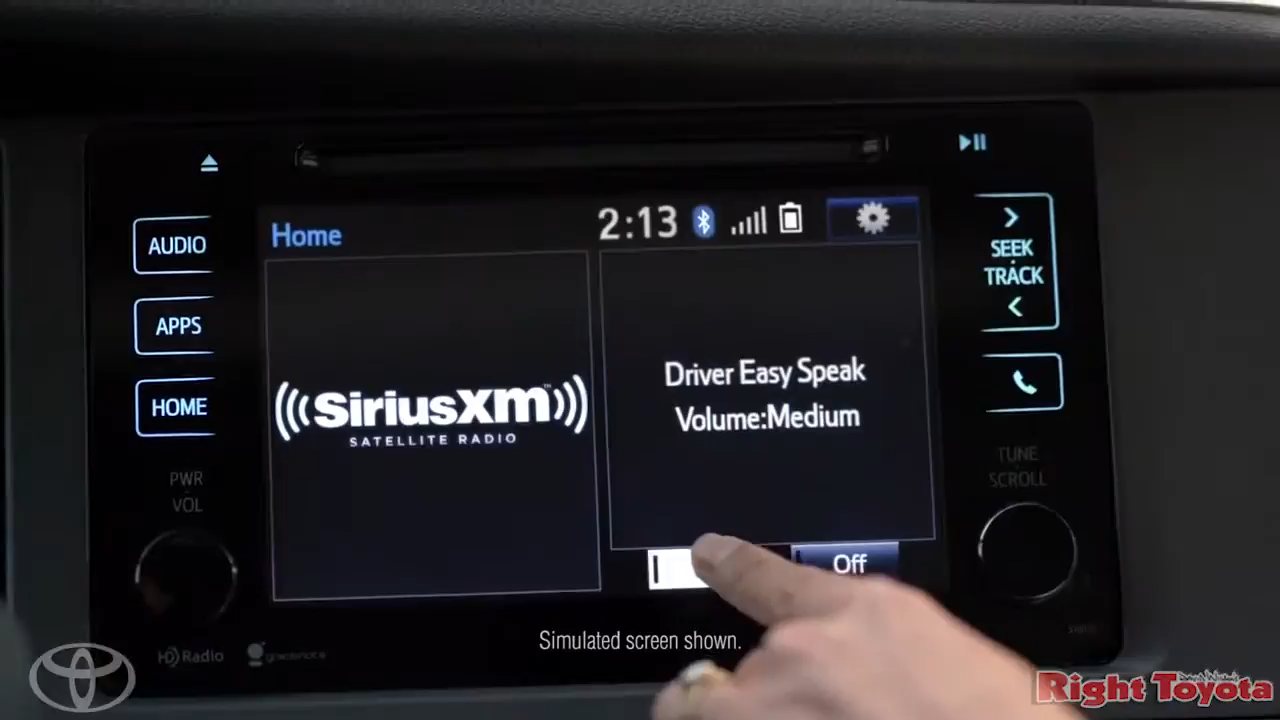 AUDIO
APPS
HOME
PWR
VOL
HD Radio
gracenote
Home
2:13
SiriusXM
SATELLITE RADIO
Driver Easy Speak
Volume:Medium
Off
SEEK
TRACK
TUNE
SCROLL
Simulated screen shown.
Right Toyota